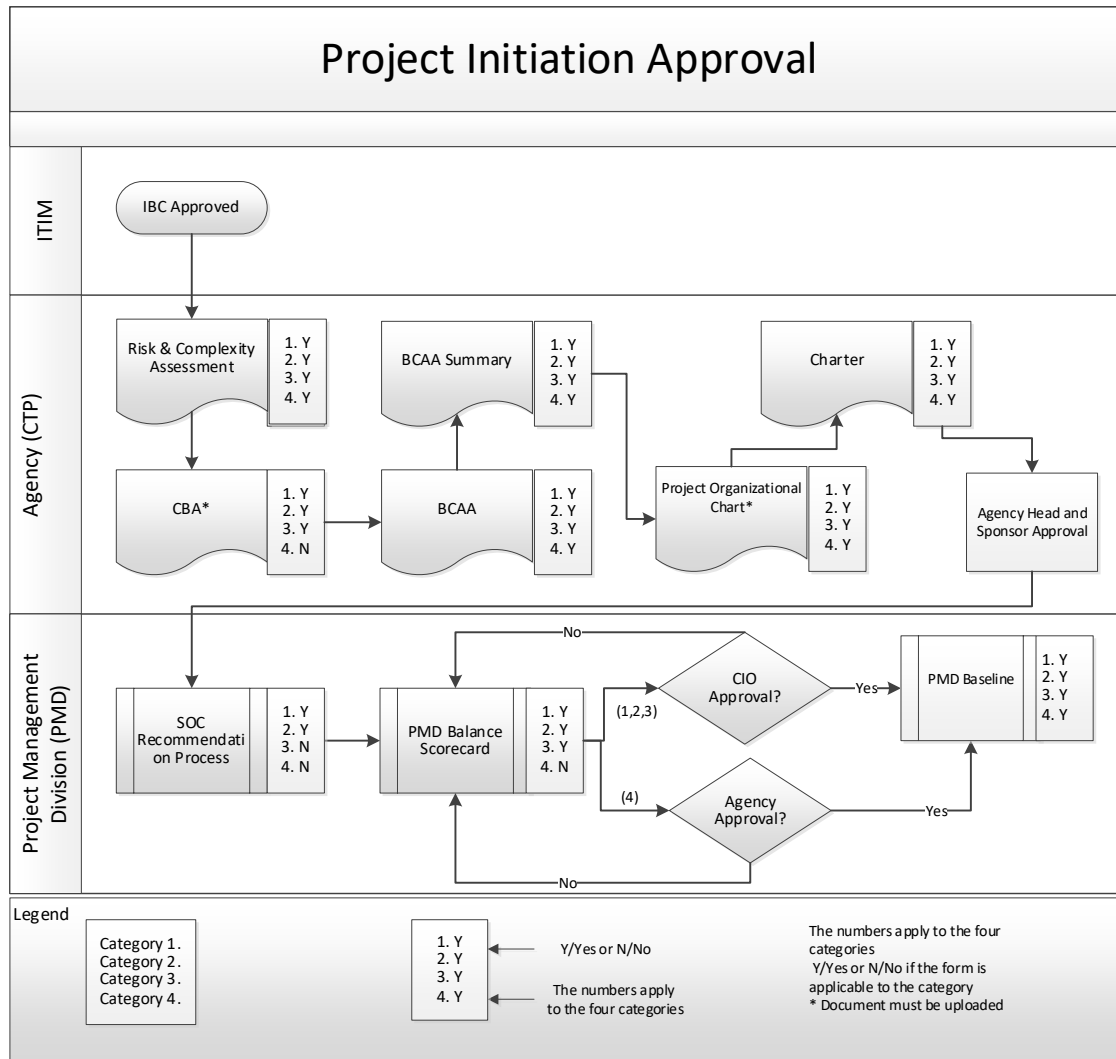 Project Initiation Approval
ITIM
IBC Approved
Agency (CTP)
Risk & Complexity
Assessment
1. Y
2. Y
3. Y
4. Y
BCAA Summary
1. Y
2. Y
3. Y
4. Y
Charter
1. Y
2. Y
3. Y
4. Y
CBA*
1. Y
2. Y
3. Y
4. N
BCAA
1. Y
2. Y
3. Y
4. Y
Project Organizational
Chart*
1. Y
2. Y
3. Y
4. Y
Agency Head and
Sponsor Approval
Project Management
Division (PMD)
SOC
Recommendati
on Process
1. Y
2. Y
3. N
4. N
PMD Balance
Scorecard
1. Y
2. Y
3. Y
4. N
No
(1,2,3)
CIO
Approval?
Yes
PMD Baseline
1. Y
2. Y
3. Y
4. Y
(4)
Agency
Approval?
Yes
No
Legend
Category 1.
Category 2.
Category 3.
Category 4.
1. Y
2. Y
3. Y
4. Y
Y/Yes or N/No
The numbers apply
to the four categories
The numbers apply to the four
categories
Y/Yes or N/No if the form is
applicable to the category
* Document must be uploaded